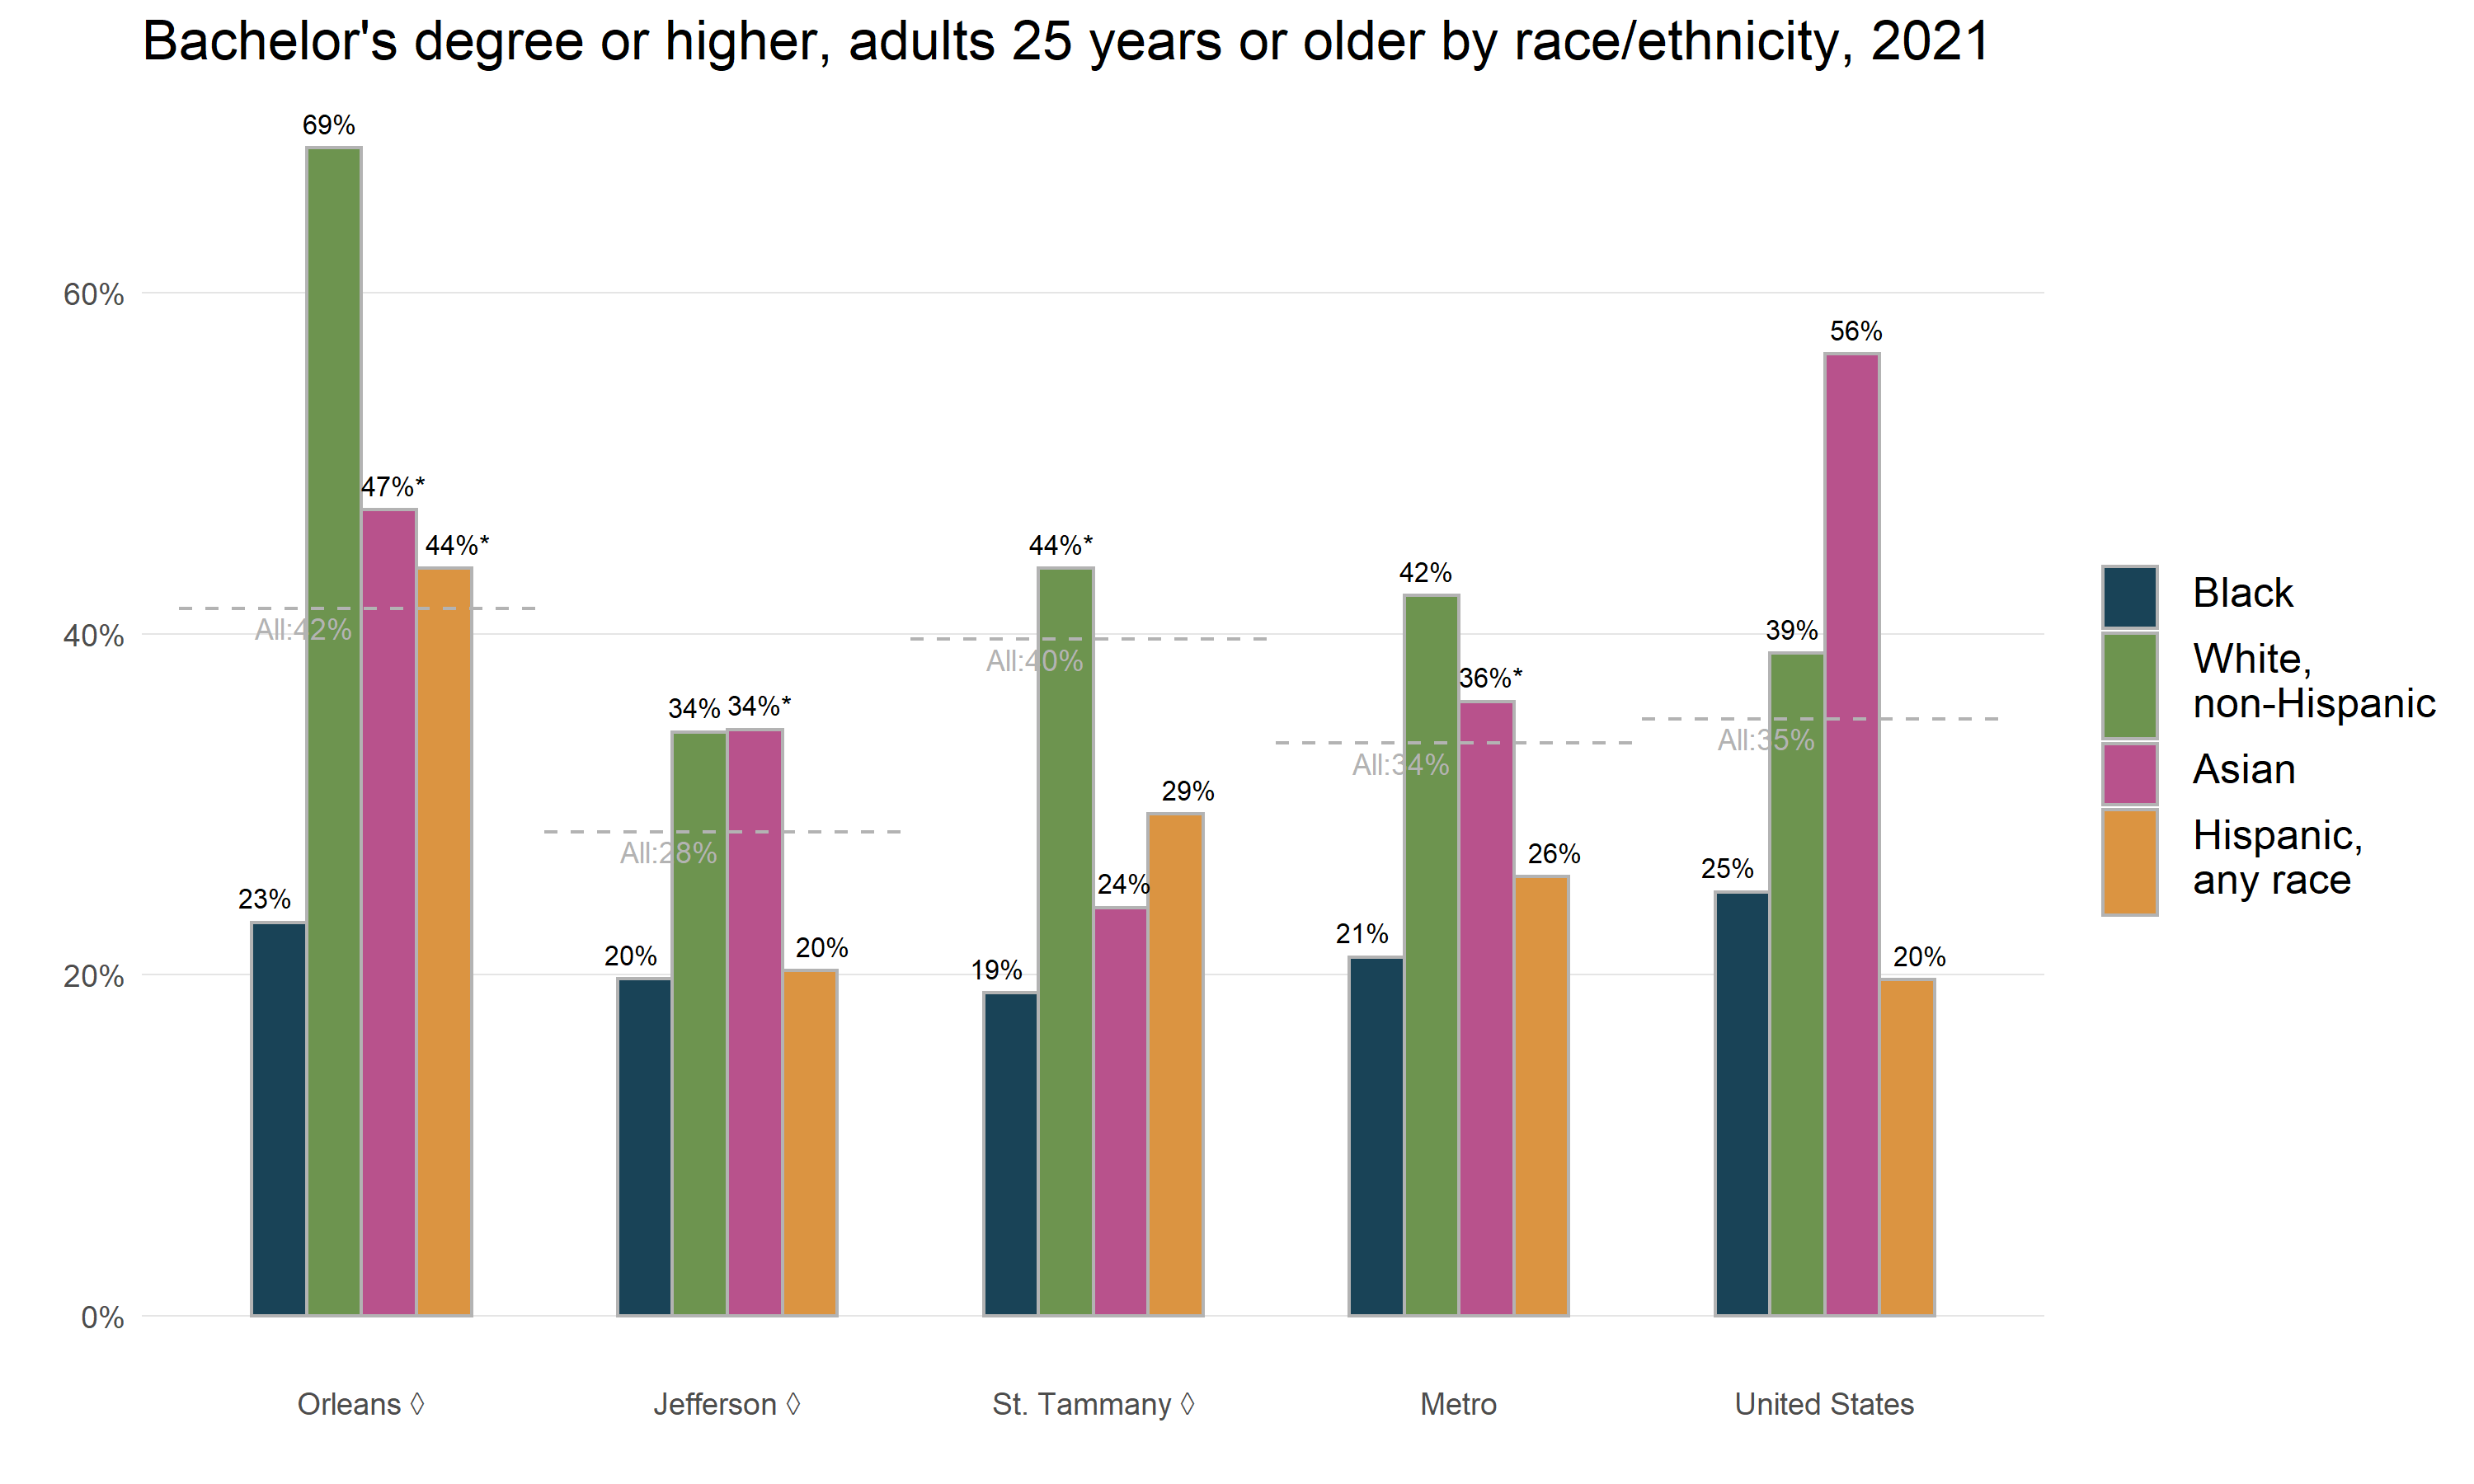 Bachelor's degree or higher, adults 25 years or older by race/ethnicity, 2021
69%
60%
56%
47%*
44%*
44%*
42%
All:42%
40%
39%
All:40%
36%*
34%
34%*
All:35%
All:34%
29%
All:28%
26%
25%
24%
23%
21%
20%
20%
20%
19%
20%
0%
Orleans ◊
Jefferson ◊
St. Tammany ◊
Metro
United States
Black
White,
non-Hispanic
Asian
Hispanic,
any race